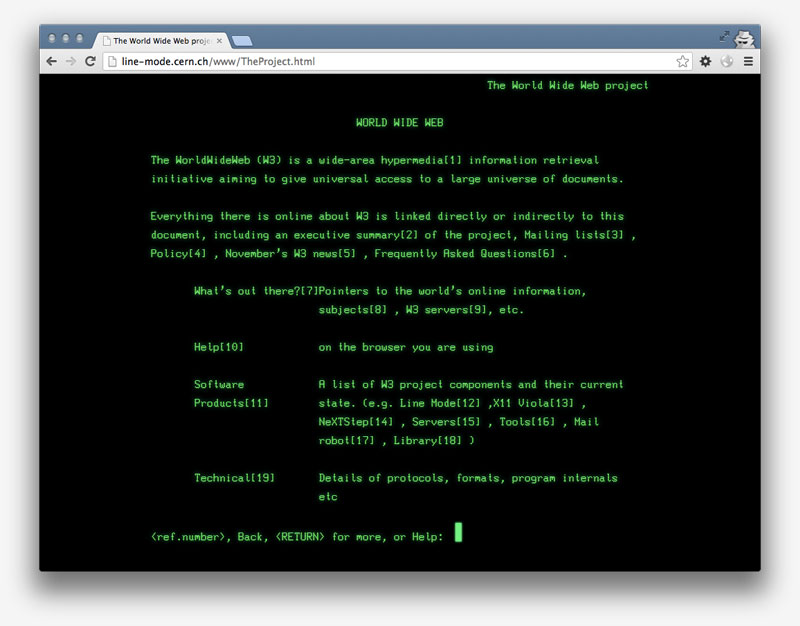 The World Wide Web proje
line-mode.cern.ch/www/TheProject.html
The World Wide Web project
WORLD WIDE WEB
The WorldWideWeb (W3) is a wide-area hypermedia[1] information retrieval
initiative aiming to give universal access to a large universe of documents.
Everything there is online about W3 is linked directly or indirectly to this
document, including an executive summary[2] of the project, Mailing lists[3] ,
Policy[4] , November's W3 news[5] , Frequently Asked Questions[6] .
What's out there?[7]Pointers to the world's online information,
subjects[8] , W3 servers[9], etc.
Help[10] on the browser you are using
Software A list of W3 project components and their current
Products[11] state. (e.g. Line Mode[12] ,X11 Viola[13] ,
NeXTStep[14] , Servers[15] , Tools[16] , Mail
robot[17] , Library[18] )
Technical[19] Details of protocols, formats, program internals
etc
<ref.number>, Back, <RETURN> for more, or Help: